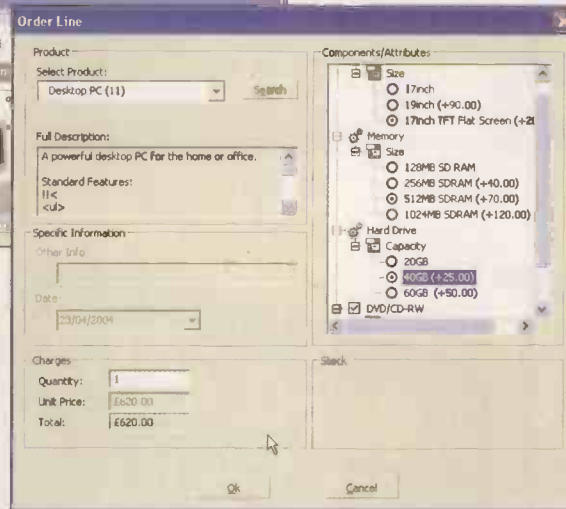 Order Line
Product
Select Product:
Desktop PC (11)
Search
Full Description:
A powerful desktop PC for the home or office.
Standard Features:
!!<
<ul>
Specific Information
Other Info
Date
23/04/2004
Charges
Quantity: 1
Unit Price: £620.00
Total: £620.00
Components/Attributes
Size
17inch
19inch (+90.00)
17inch TFT Flat Screen (+2
Memory
Size
128MB SD RAM
256MB SDRAM (+40.00)
512MB SDRAM (+70.00)
1024MB SDRAM (+120.00)
Hard Drive
Capacity
20GB
40GB (+25.00)
60GB (+50.00)
DVD/CD-RW
Stock
Ok
Cancel